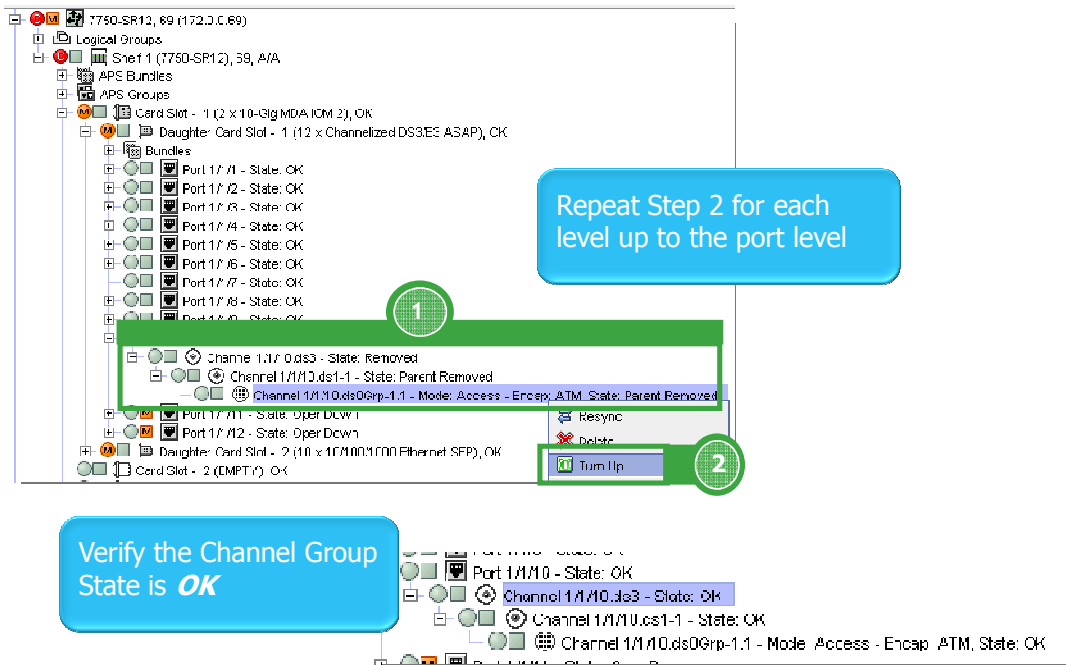 7750-SR12, 69 (172.0.0.69)
Logical Groups
Shelf 1 (7750-SR12), 69, A/A
APS Bundles
APS Groups
Card Slot - 1 (2 x 10-Gig MDA IOM 2), OK
Daughter Card Slot - 1 (12 x Channelized DS3/E3 ASAP), OK
Bundles
Port 1/1/1 - State: OK
Port 1/1/2 - State: OK
Port 1/1/3 - State: OK
Port 1/1/4 - State: OK
Port 1/1/5 - State: OK
Port 1/1/6 - State: OK
Port 1/1/7 - State: OK
Port 1/1/8 - State: OK
Port 1/1/9 - State: OK
Repeat Step 2 for each
level up to the port level
1
Channel 1/1/10.ds3 - State: Removed
Channel 1/1/10.ds1-1 - State: Parent Removed
Channel 1/1/10.ds0Grp-1.1 - Mode: Access - Encap: ATM, State: Parent Removed
Port 1/1/11 - State: Oper Down
Port 1/1/12 - State: Oper Down
Daughter Card Slot - 2 (10 x 10/100/1000 Ethernet SFP), OK
Card Slot - 2 (EMPTY), OK
Resync
Delete
Turn Up
2
Verify the Channel Group
State is OK
Port 1/1/10 - State: OK
Channel 1/1/10.ds3 - State: OK
Channel 1/1/10.ds1-1 - State: OK
Channel 1/1/10.ds0Grp-1.1 - Mode: Access - Encap: ATM, State: OK